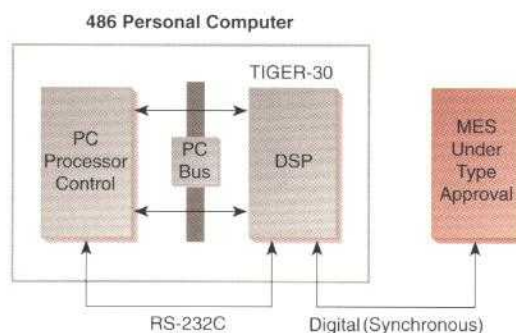 486 Personal Computer
TIGER-30
PC
Processor
Control
PC
Bus
DSP
MES
Under
Type
Approval
RS-232C
Digital (Synchronous)